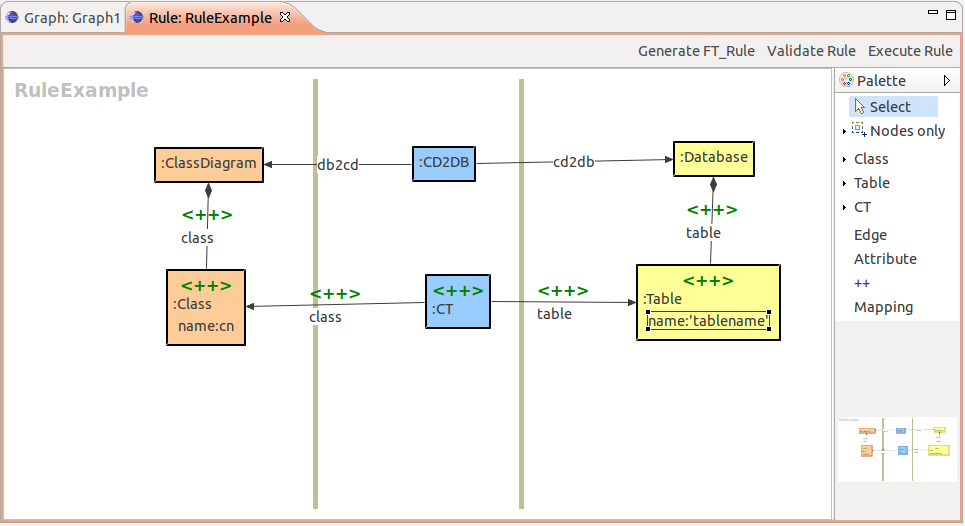 Graph: Graph1
Rule: RuleExample
Generate FT_Rule
Validate Rule
Execute Rule
RuleExample
:ClassDiagram
db2cd
:CD2DB
cd2db
:Database
<++>
class
<++>
table
<++>
:Class
name:cn
<++>
class
<++>
:CT
<++>
table
<++>
:Table
name:'tablename'
Palette
Select
Nodes only
Class
Table
CT
Edge
Attribute
++
Mapping